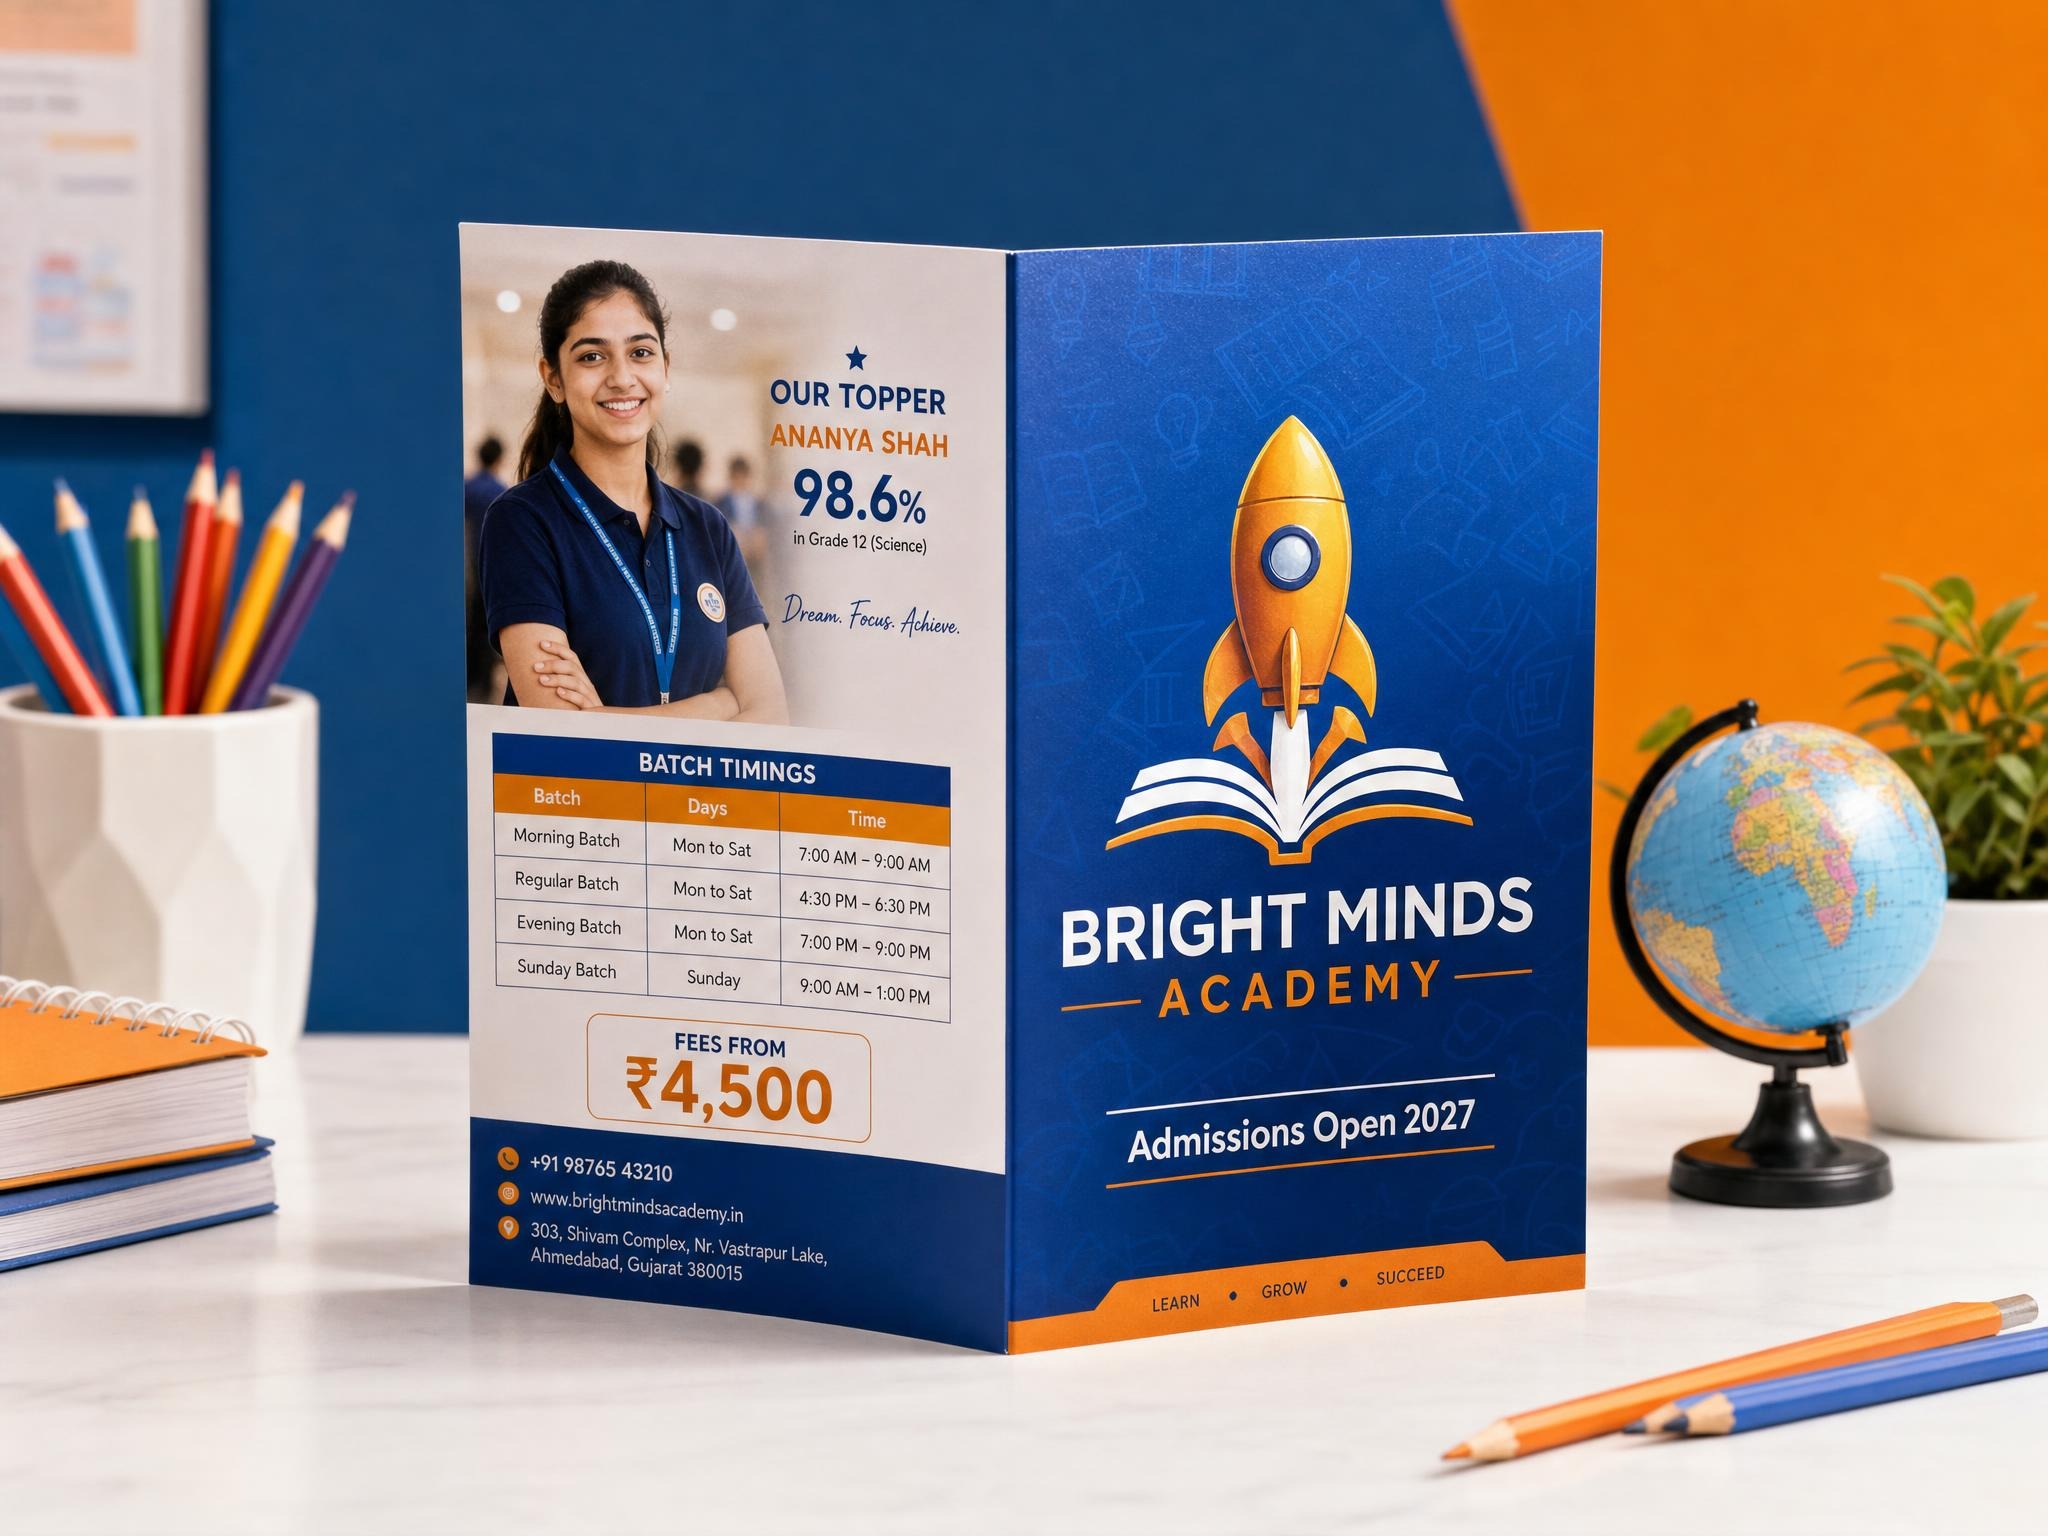 OUR TOPPER
ANANYA SHAH
98.6%
in Grade 12 (Science)
Dream. Focus. Achieve.
BATCH TIMINGS
Batch Days Time
Morning Batch Mon to Sat 7:00 AM – 9:00 AM
Regular Batch Mon to Sat 4:30 PM – 6:30 PM
Evening Batch Mon to Sat 7:00 PM – 9:00 PM
Sunday Batch Sunday 9:00 AM – 1:00 PM
FEES FROM
₹4,500
+91 98765 43210
www.brightmindsacademy.in
303, Shivam Complex, Nr. Vastrapur Lake,
Ahmedabad, Gujarat 380015
BRIGHT MINDS
ACADEMY
Admissions Open 2027
LEARN • GROW • SUCCEED